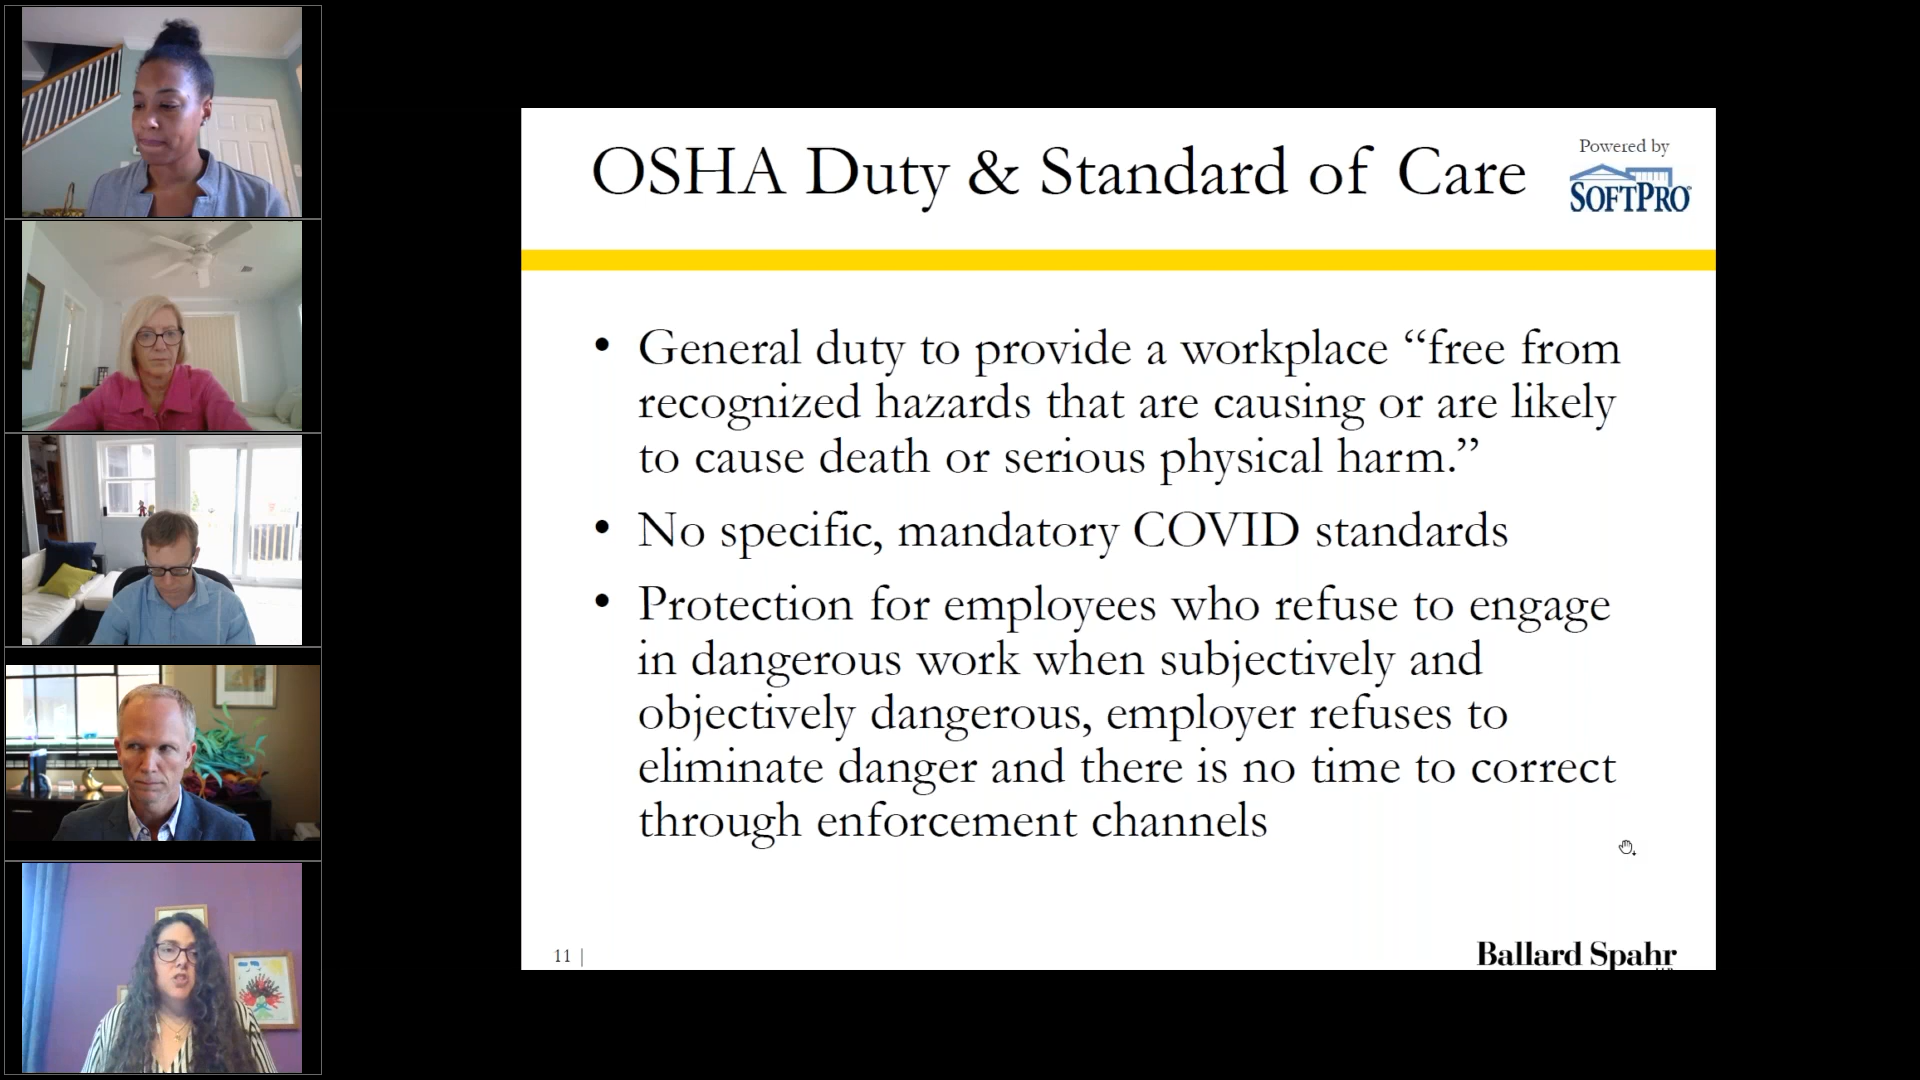 OSHA Duty & Standard of Care
Powered by
SOFTPRO
• General duty to provide a workplace “free from
recognized hazards that are causing or are likely
to cause death or serious physical harm.”
• No specific, mandatory COVID standards
• Protection for employees who refuse to engage
in dangerous work when subjectively and
objectively dangerous, employer refuses to
eliminate danger and there is no time to correct
through enforcement channels
11 |
Ballard Spahr